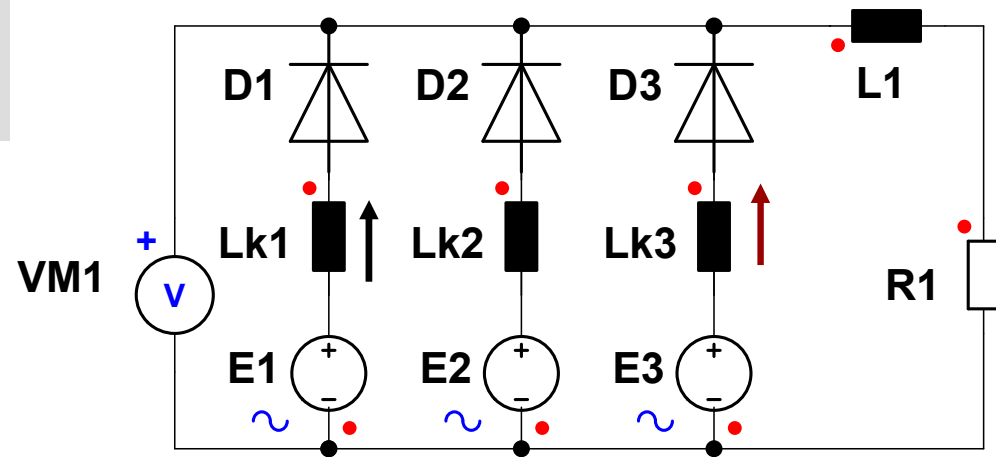 D1
D2
D3
L1
+
Lk1
Lk2
Lk3
VM1
V
R1
E1
+
−
E2
+
−
E3
+
−